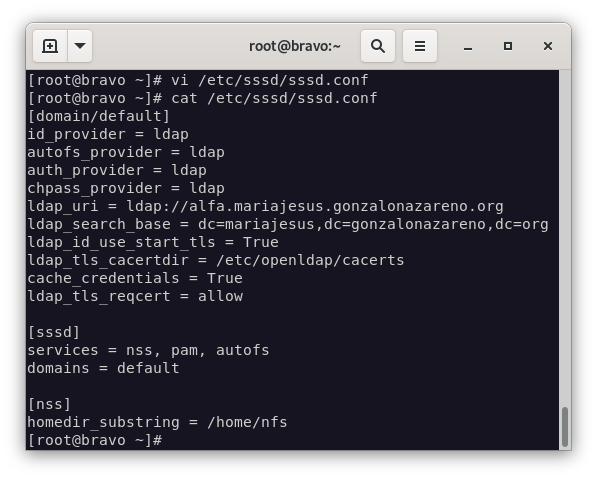 root@bravo:~
[root@bravo ~]# vi /etc/sssd/sssd.conf
[root@bravo ~]# cat /etc/sssd/sssd.conf
[domain/default]
id_provider = ldap
autofs_provider = ldap
auth_provider = ldap
chpass_provider = ldap
ldap_uri = ldap://alfa.mariajesus.gonzalonazareno.org
ldap_search_base = dc=mariajesus,dc=gonzalonazareno,dc=org
ldap_id_use_start_tls = True
ldap_tls_cacertdir = /etc/openldap/cacerts
cache_credentials = True
ldap_tls_reqcert = allow

[sssd]
services = nss, pam, autofs
domains = default

[nss]
homedir_substring = /home/nfs
[root@bravo ~]#